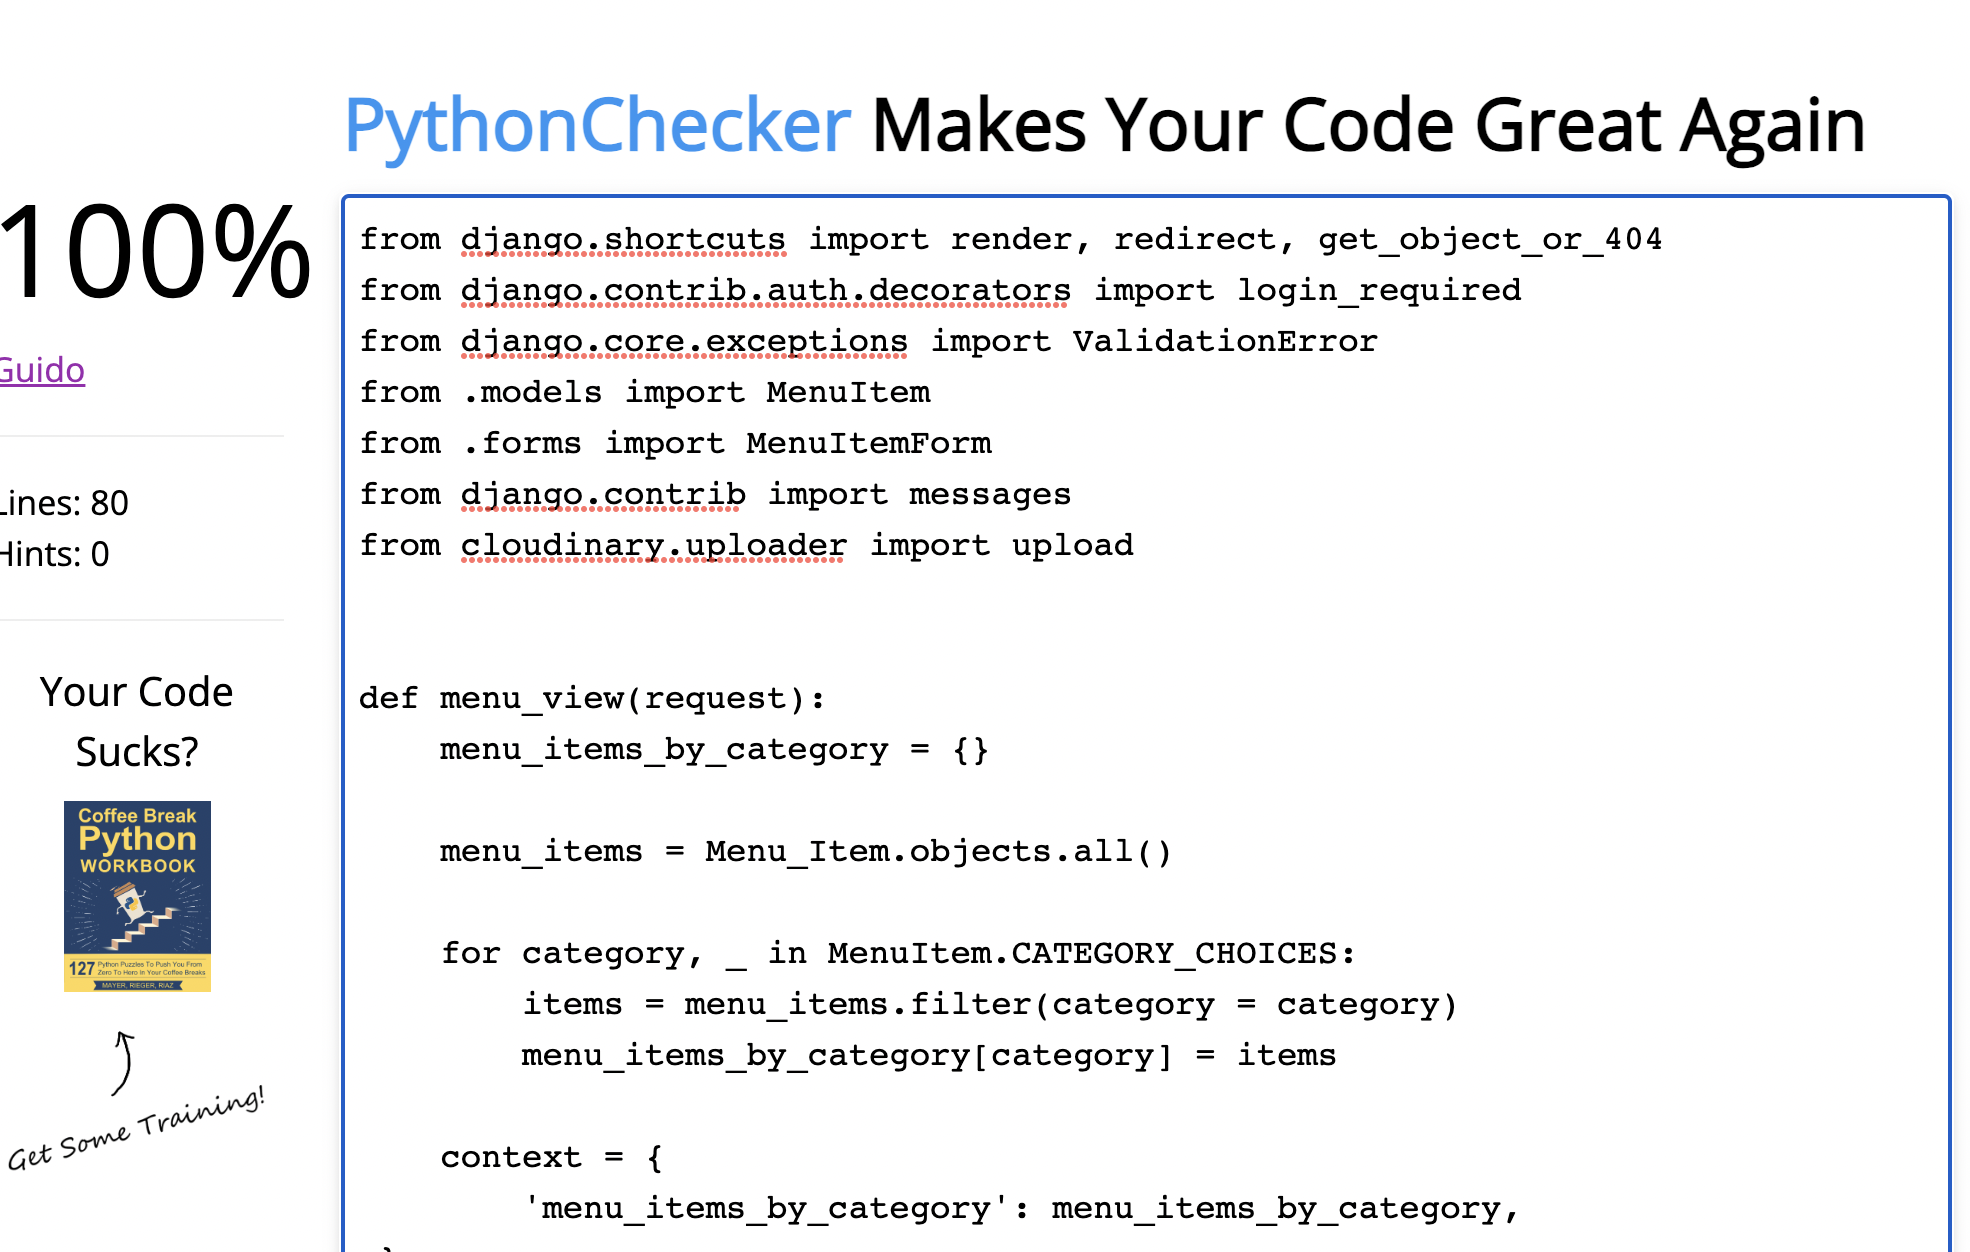 PythonChecker Makes Your Code Great Again
100%
Guido
Lines: 80
Hints: 0
Your Code
Sucks?
Coffee Break
Python
WORKBOOK
127 Python Puzzles To Push You From
Zero To Hero in Your Coffee Breaks
MAYER, RIEGER, RIAZ
Get Some Training!
from django.shortcuts import render, redirect, get_object_or_404
from django.contrib.auth.decorators import login_required
from django.core.exceptions import ValidationError
from .models import MenuItem
from .forms import MenuItemForm
from django.contrib import messages
from cloudinary.uploader import upload
def menu_view(request):
    menu_items_by_category = {}
    menu_items = Menu_Item.objects.all()
    for category, _ in MenuItem.CATEGORY_CHOICES:
        items = menu_items.filter(category = category)
        menu_items_by_category[category] = items
    context = {
        'menu_items_by_category': menu_items_by_category,